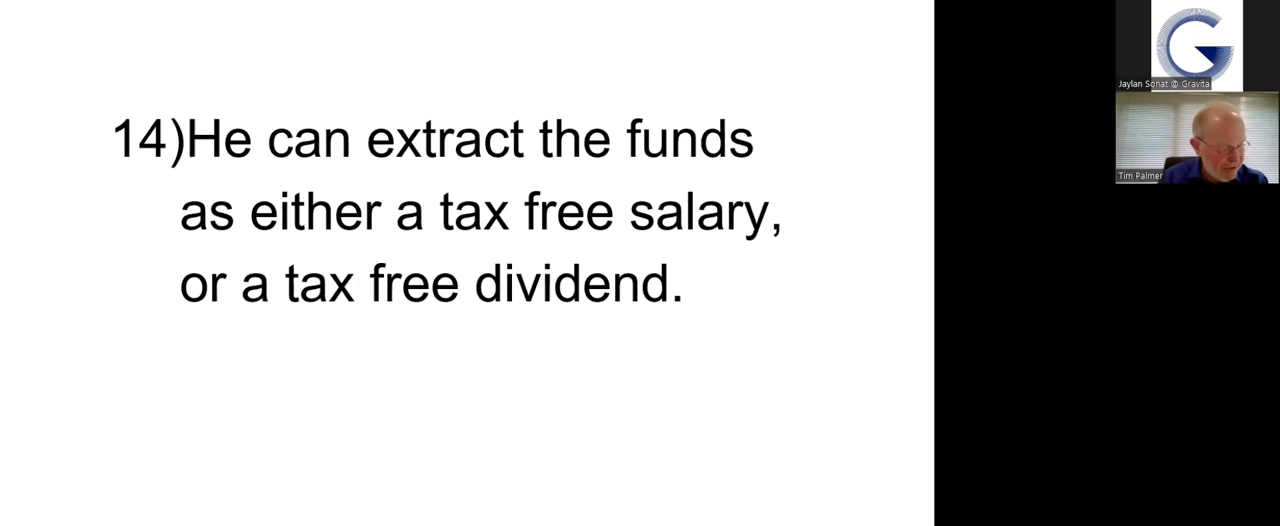 14)He can extract the funds
as either a tax free salary,
or a tax free dividend.
G
Jaylan Sonat @ Gravita
Tim Palmer